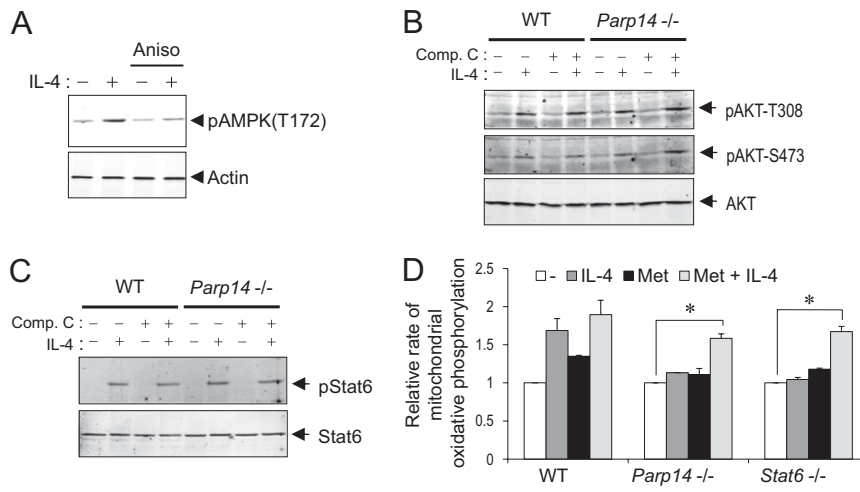 A
Aniso
IL-4 : – + – +
pAMPK(T172)
Actin
B
WT Parp14 -/-
Comp. C : – – + + – – + +
IL-4 : – + – + – + – +
pAKT-T308
pAKT-S473
AKT
C
WT Parp14 -/-
Comp. C : – – + + – – + +
IL-4 : – + – + – + – +
pStat6
Stat6
D
Relative rate of
mitochondrial
oxidative phosphorylation
2.5
2
1.5
1
0.5
0
- IL-4 Met Met + IL-4
* *
WT Parp14 -/- Stat6 -/-